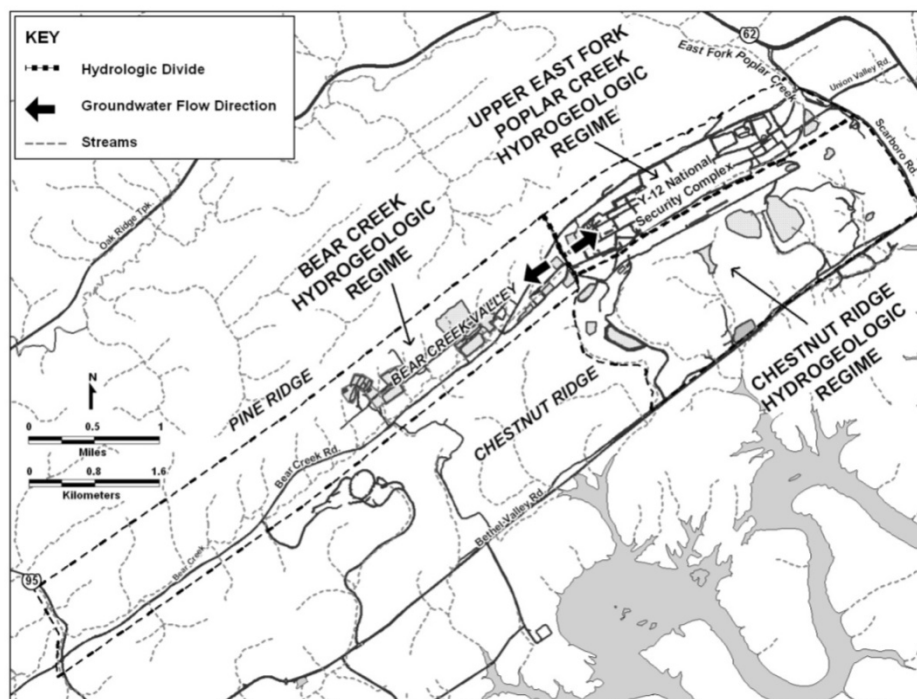 KEY
Hydrologic Divide
Groundwater Flow Direction
Streams
62
East Fork Poplar Creek
Union Valley Rd.
Scarboro Rd.
UPPER EAST FORK
POPLAR CREEK
HYDROGEOLOGIC
REGIME
Y-12 National
Security Complex
Oak Ridge Tpk.
BEAR CREEK
HYDROGEOLOGIC
REGIME
BEAR CREEK VALLEY
PINE RIDGE
CHESTNUT RIDGE
CHESTNUT RIDGE
HYDROGEOLOGIC
REGIME
N
0 0.5 1
Miles
0 0.8 1.6
Kilometers
Bear Creek Rd.
Bethel Valley Rd.
Bear Creek
95